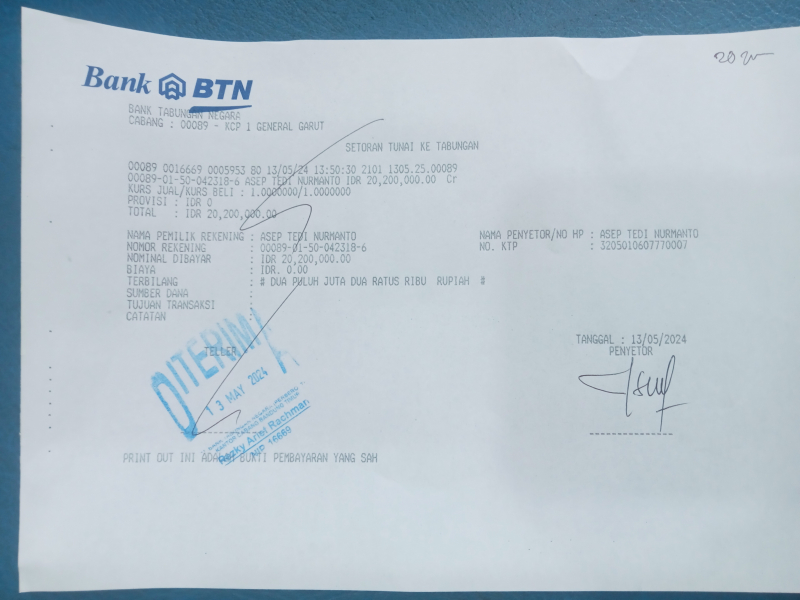 Bank BTN
BANK TABUNGAN NEGARA
CABANG : 00089 - KCP 1 GENERAL GARUT
SETORAN TUNAI KE TABUNGAN
00089 0016669 0005953 80 13/05/24 13:50:30 2101 1305.25.00089
00089-01-50-042318-6 ASEP TEDI NURMANTO IDR 20,200,000.00 Cr
KURS JUAL/KURS BELI : 1.0000000/1.0000000
PROVISI : IDR 0
TOTAL : IDR 20,200,000.00
NAMA PEMILIK REKENING : ASEP TEDI NURMANTO NAMA PENYETOR/NO HP : ASEP TEDI NURMANTO
NOMOR REKENING : 00089-01-50-042318-6 NO. KTP : 3205010607770007
NOMINAL DIBAYAR : IDR 20,200,000.00
BIAYA : IDR. 0.00
TERBILANG : # DUA PULUH JUTA DUA RATUS RIBU RUPIAH #
SUMBER DANA :
TUJUAN TRANSAKSI :
CATATAN :
TANGGAL : 13/05/2024
TELLER PENYETOR
DITERIMA
13 MAY 2024
Rezky Arief Rachman
NIP 16669
PRINT OUT INI ADALAH BUKTI PEMBAYARAN YANG SAH